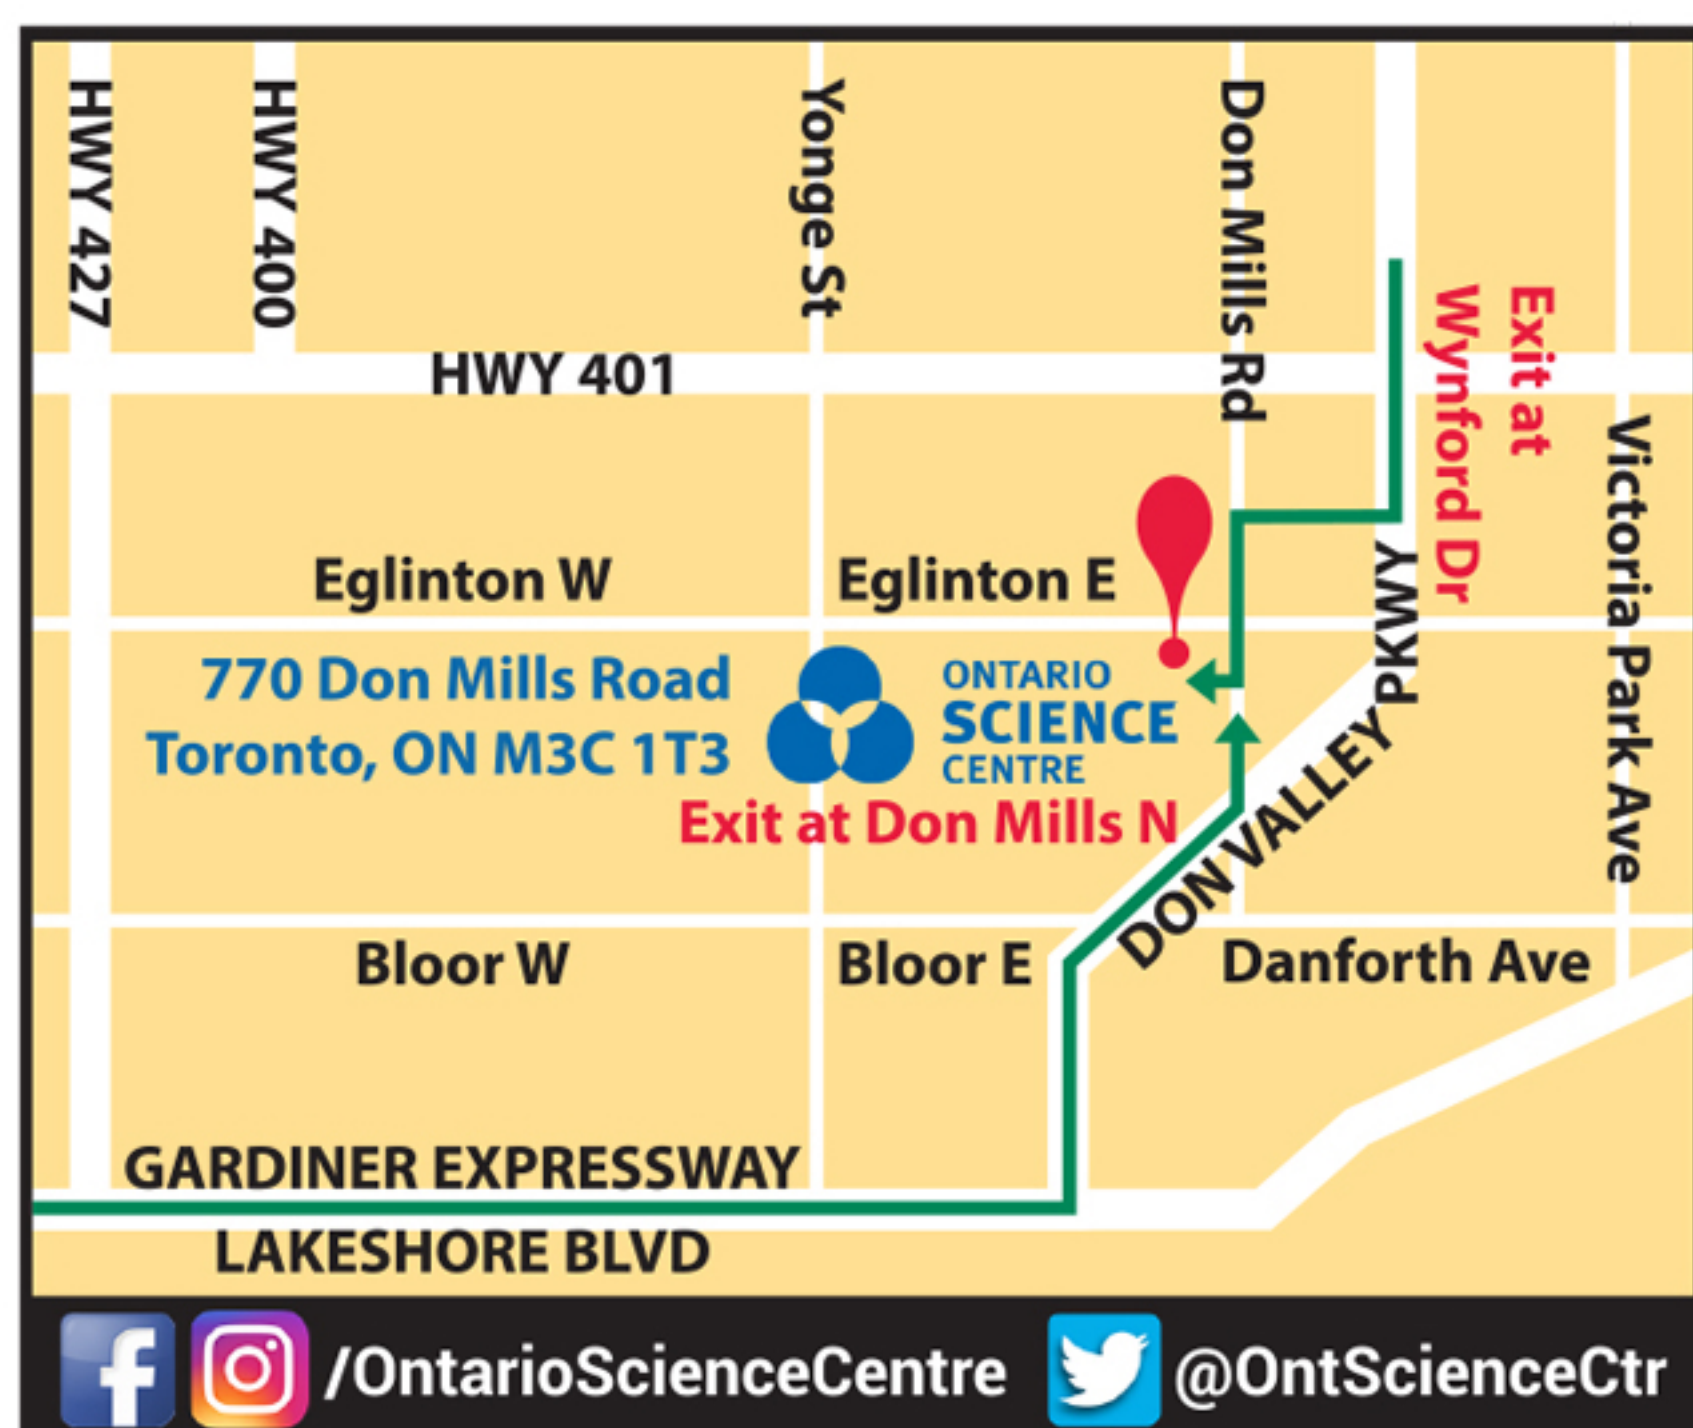 HWY 427
HWY 400
Yonge St
Don Mills Rd
Exit at
Wynford Dr
HWY 401
Victoria Park Ave
Eglinton W
Eglinton E
770 Don Mills Road
Toronto, ON M3C 1T3
ONTARIO
SCIENCE
CENTRE
Exit at Don Mills N
DON VALLEY PKWY
Bloor W
Bloor E
Danforth Ave
GARDINER EXPRESSWAY
LAKESHORE BLVD
/OntarioScienceCentre
@OntScienceCtr